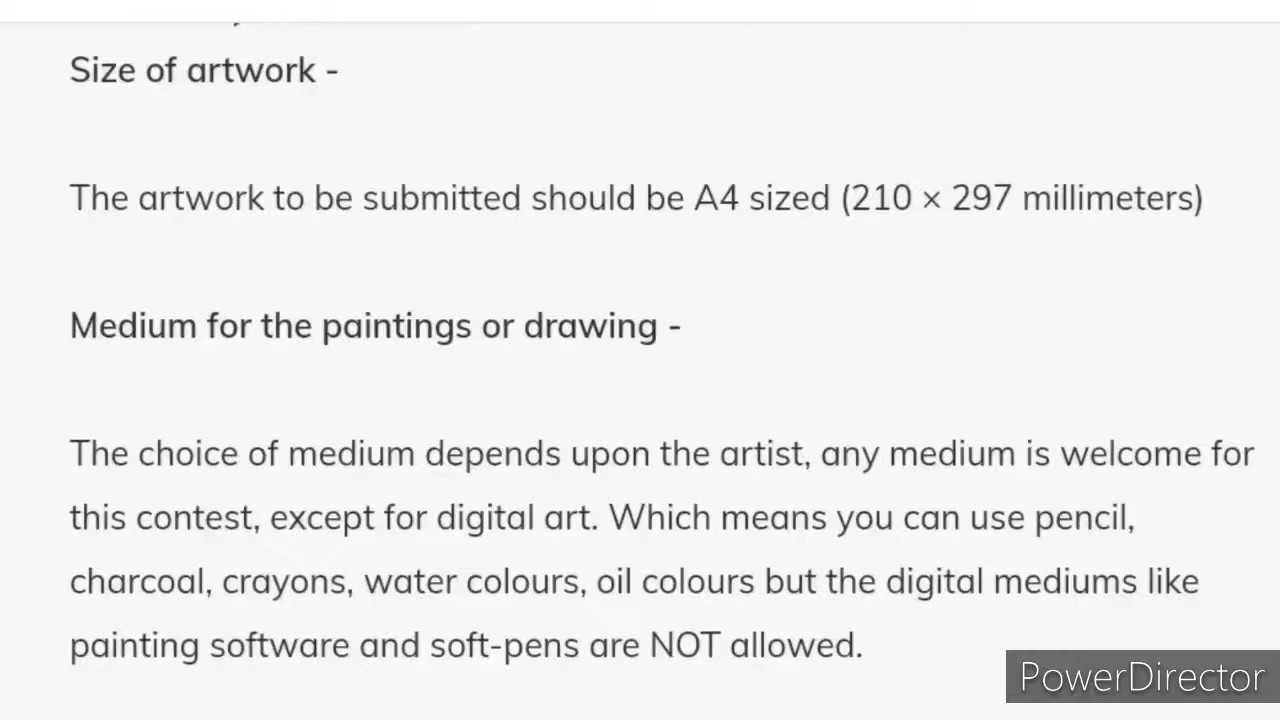 Size of artwork -
The artwork to be submitted should be A4 sized (210 × 297 millimeters)
Medium for the paintings or drawing -
The choice of medium depends upon the artist, any medium is welcome for
this contest, except for digital art. Which means you can use pencil,
charcoal, crayons, water colours, oil colours but the digital mediums like
painting software and soft-pens are NOT allowed.
PowerDirector